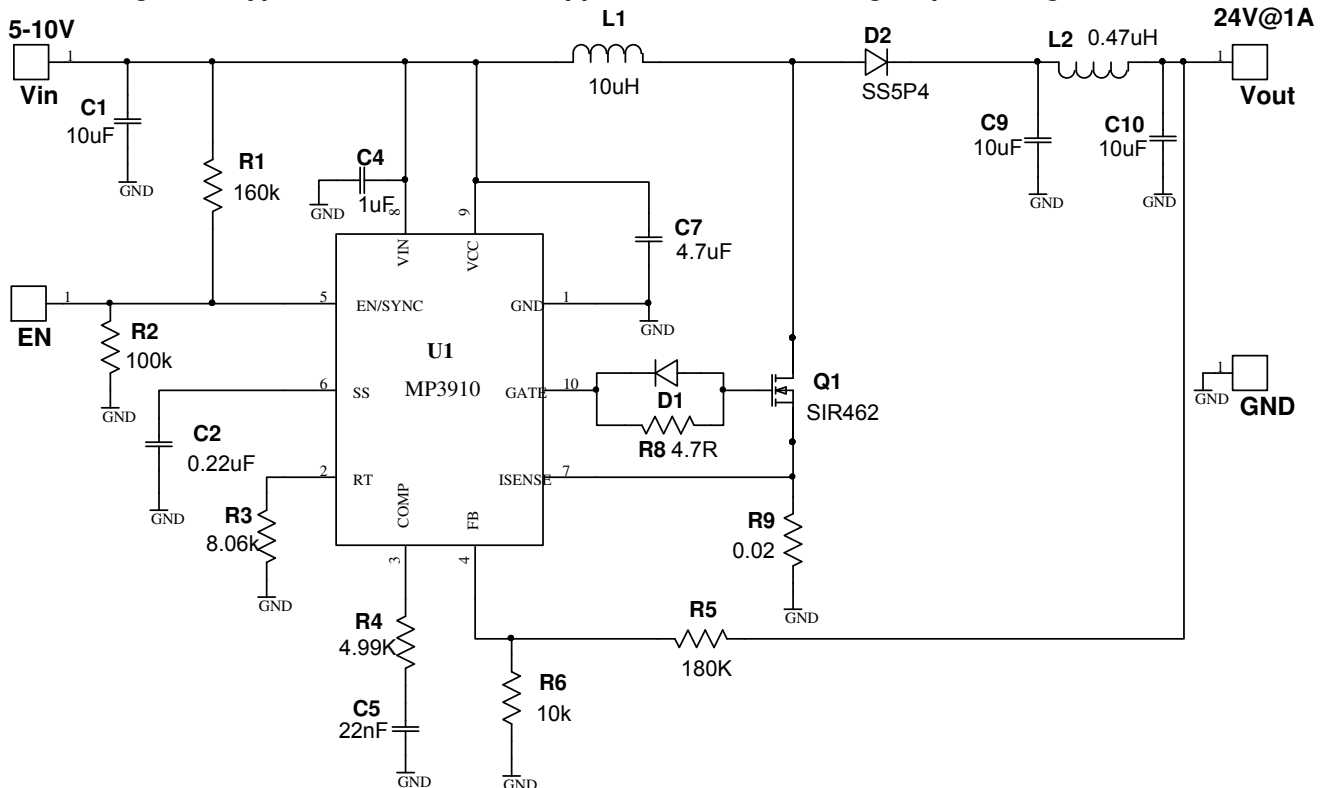 5-10V
1
Vin
C1
10uF
GND
R1
160k
C4
1uF
GND
8
9
VIN
VCC
L1
10uH
D2
SS5P4
L2 0.47uH
24V@1A
1
Vout
C9
10uF
GND
C10
10uF
GND
C7
4.7uF
GND
1
EN
R2
100k
GND
5
EN/SYNC
GND
1
U1
MP3910
6
SS
GATE
10
D1
R8 4.7R
Q1
SIR462
1
GND
GND
C2
0.22uF
GND
2
RT
ISENSE
7
COMP
FB
3
4
R3
8.06k
GND
R9
0.02
GND
R4
4.99K
C5
22nF
GND
R5
180K
R6
10k
GND